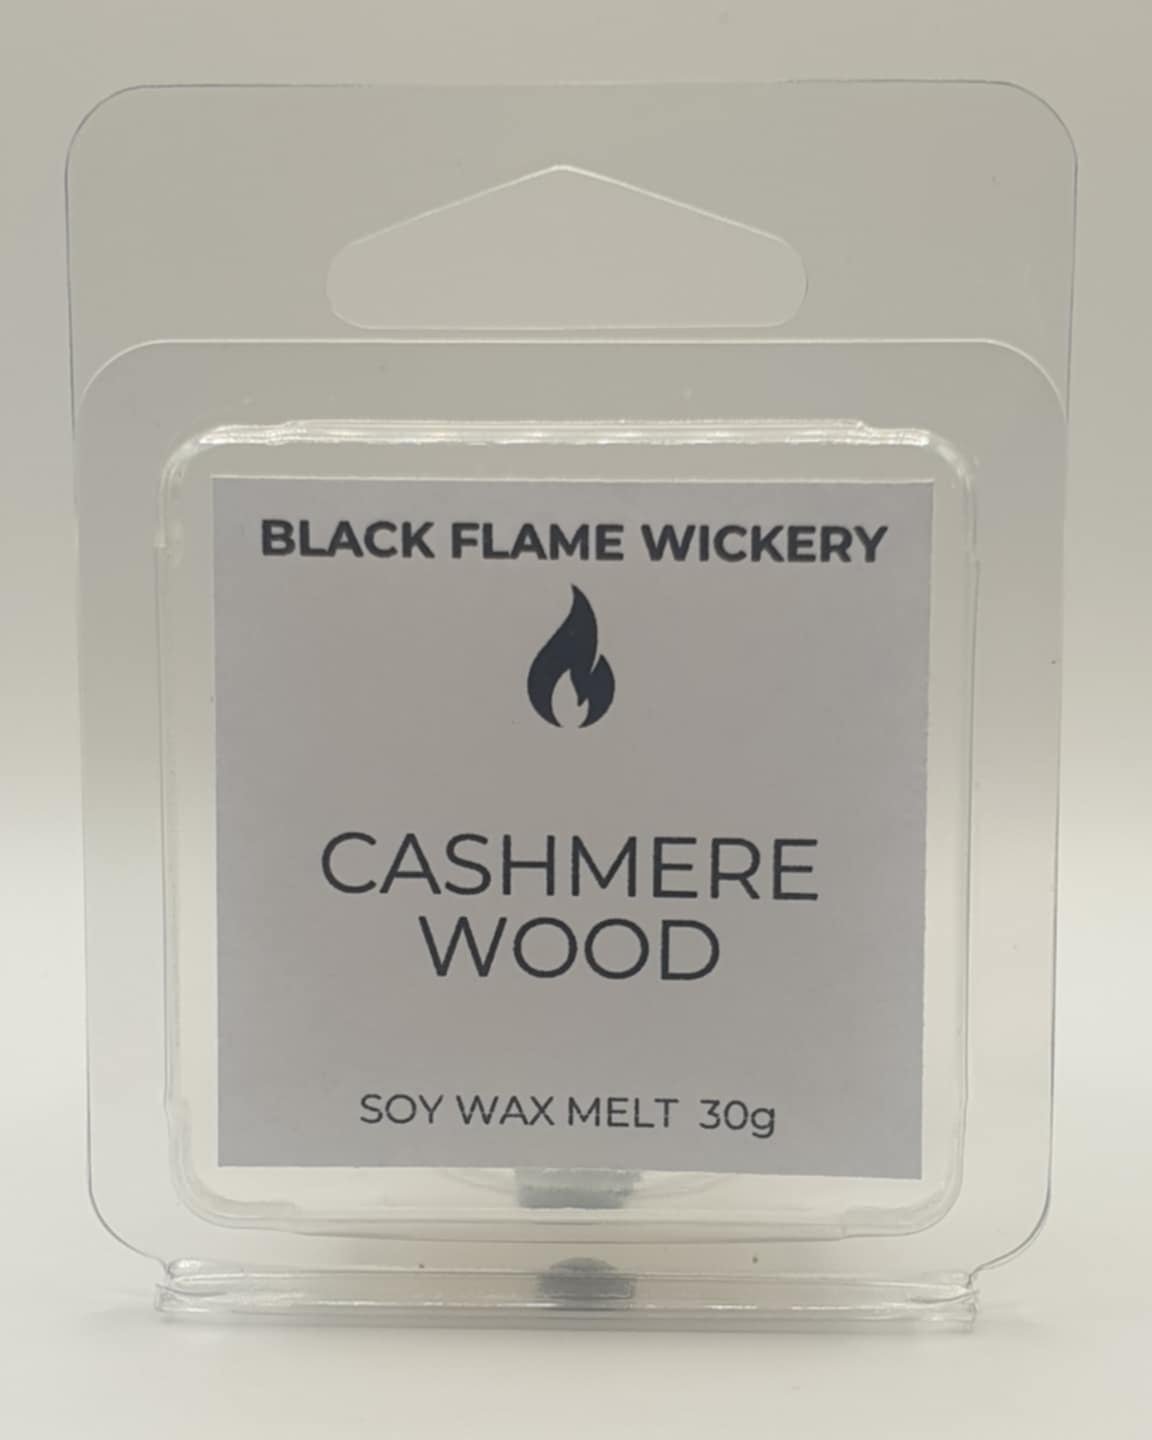 BLACK FLAME WICKERY
CASHMERE
WOOD
SOY WAX MELT 30g